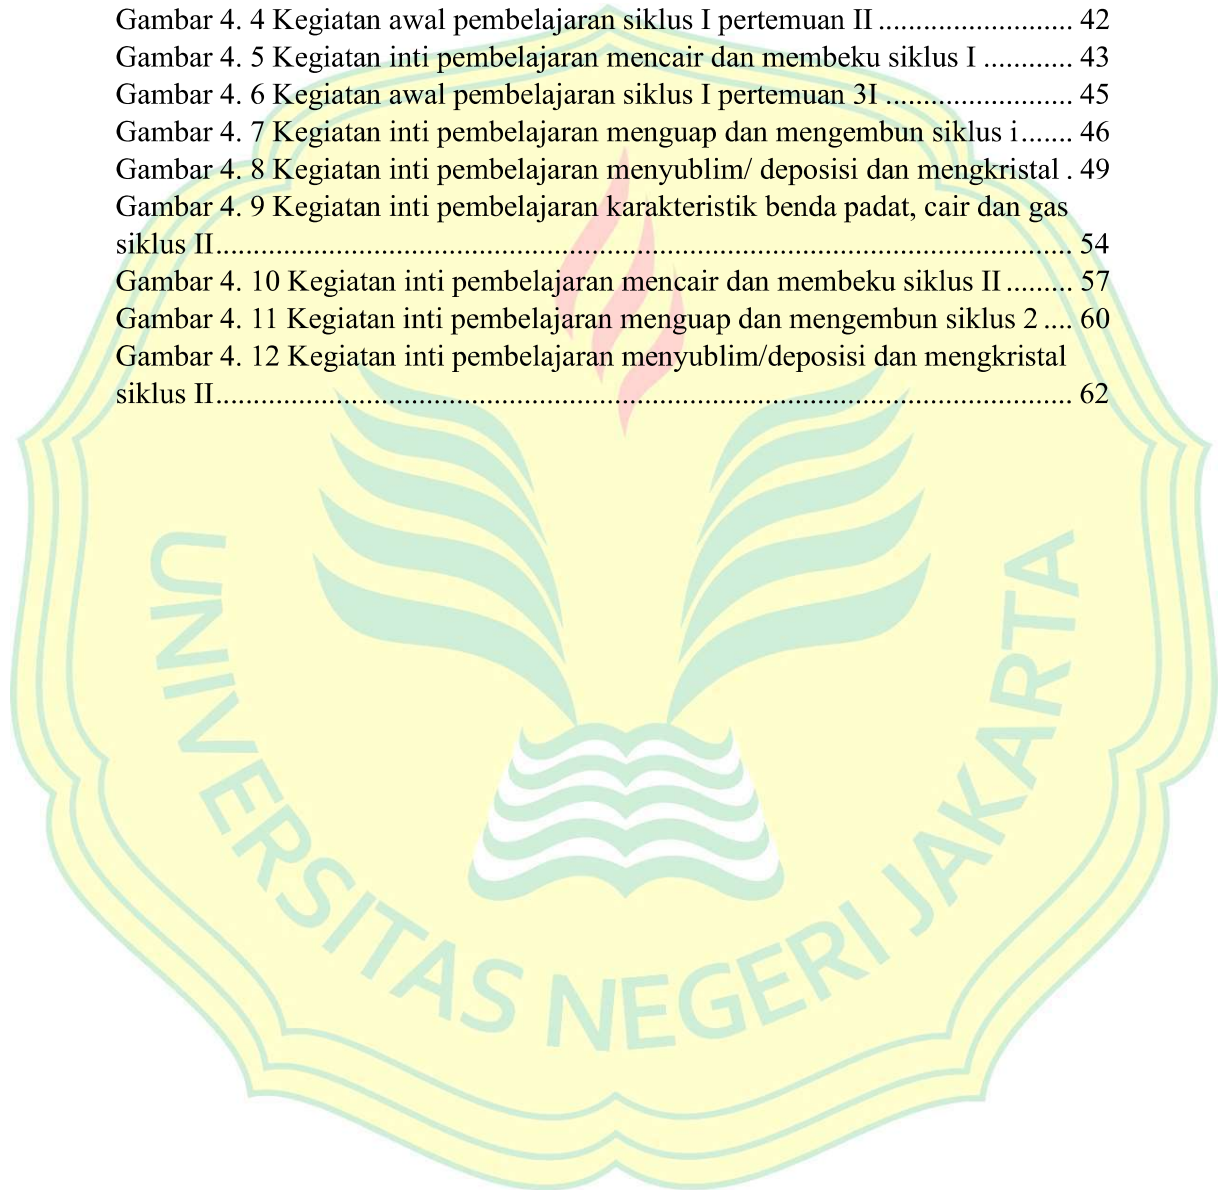 Gambar 4. 4 Kegiatan awal pembelajaran siklus I pertemuan II .......................... 42
Gambar 4. 5 Kegiatan inti pembelajaran mencair dan membeku siklus I ............ 43
Gambar 4. 6 Kegiatan awal pembelajaran siklus I pertemuan 3I ......................... 45
Gambar 4. 7 Kegiatan inti pembelajaran menguap dan mengembun siklus i....... 46
Gambar 4. 8 Kegiatan inti pembelajaran menyublim/ deposisi dan mengkristal . 49
Gambar 4. 9 Kegiatan inti pembelajaran karakteristik benda padat, cair dan gas
siklus II................................................................................................................... 54
Gambar 4. 10 Kegiatan inti pembelajaran mencair dan membeku siklus II ......... 57
Gambar 4. 11 Kegiatan inti pembelajaran menguap dan mengembun siklus 2 .... 60
Gambar 4. 12 Kegiatan inti pembelajaran menyublim/deposisi dan mengkristal
siklus II................................................................................................................... 62
UNIVERSITAS NEGERI JAKARTA